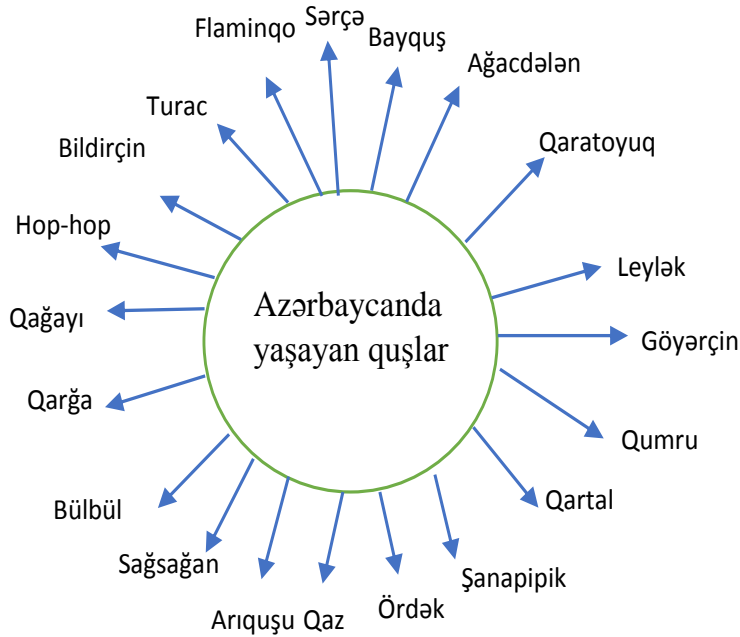 Sərçə
Flaminqo
Bayquş
Ağacdələn
Turac
Qaratoyuq
Bildirçin
Hop-hop
Leylək
Qağayı
Azərbaycanda
yaşayan quşlar
Göyərçin
Qarğa
Qumru
Bülbül
Qartal
Sağsağan
Şanapipik
Arıquşu Qaz
Ördək